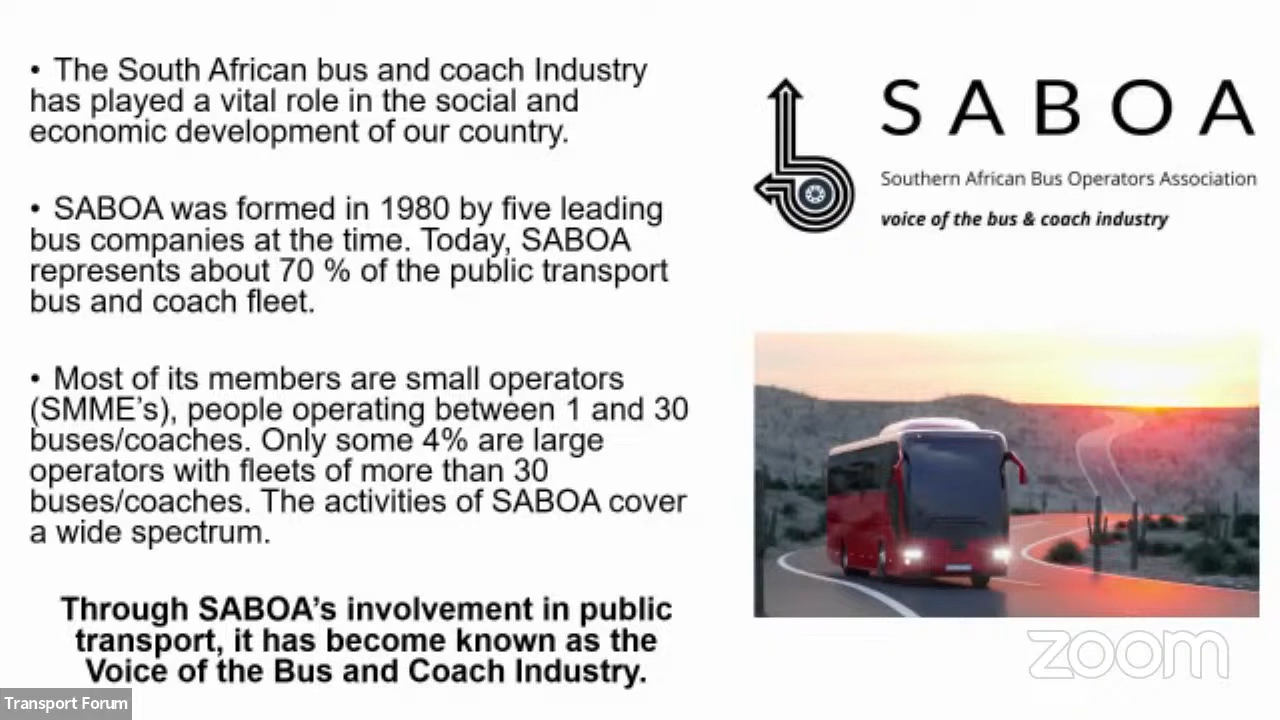 • The South African bus and coach Industry
has played a vital role in the social and
economic development of our country.
• SABOA was formed in 1980 by five leading
bus companies at the time. Today, SABOA
represents about 70 % of the public transport
bus and coach fleet.
• Most of its members are small operators
(SMME’s), people operating between 1 and 30
buses/coaches. Only some 4% are large
operators with fleets of more than 30
buses/coaches. The activities of SABOA cover
a wide spectrum.
Through SABOA’s involvement in public
transport, it has become known as the
Voice of the Bus and Coach Industry.
SABOA
Southern African Bus Operators Association
voice of the bus & coach industry
zoom
Transport Forum